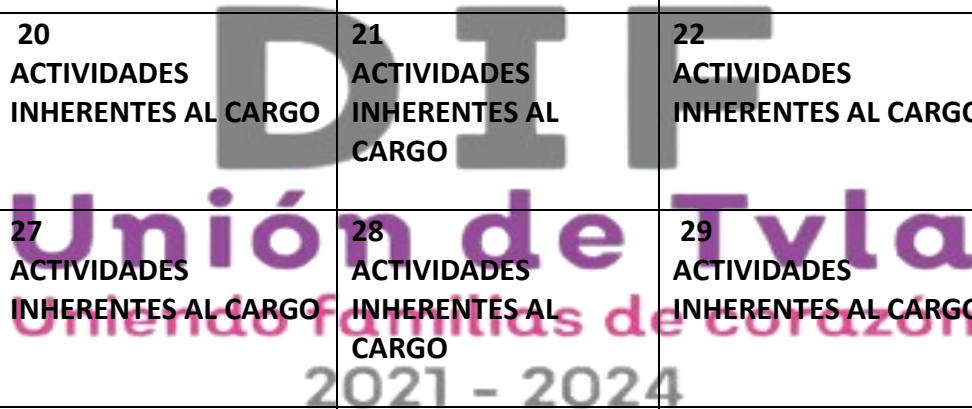 DIF
Unión de Tvla
Uniendo familias de corazón
2021 - 2024
20
ACTIVIDADES
INHERENTES AL CARGO
21
ACTIVIDADES
INHERENTES AL
CARGO
22
ACTIVIDADES
INHERENTES AL CARGO
27
ACTIVIDADES
INHERENTES AL CARGO
28
ACTIVIDADES
INHERENTES AL
CARGO
29
ACTIVIDADES
INHERENTES AL CARGO